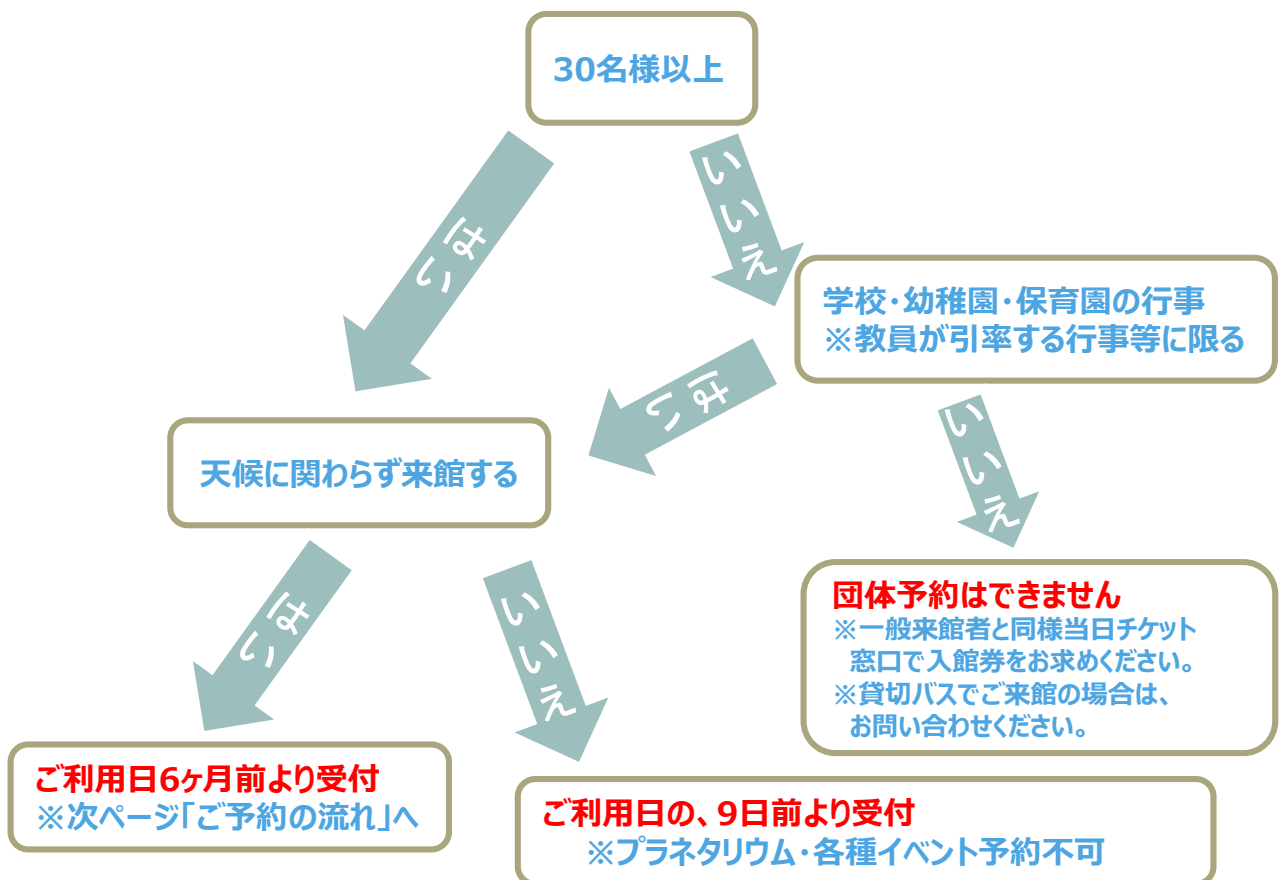 30名様以上
はい
いいえ
学校・幼稚園・保育園の行事
※教員が引率する行事等に限る
はい
いいえ
天候に関わらず来館する
はい
いいえ
団体予約はできません
※一般来館者と同様当日チケット
窓口で入館券をお求めください。
※貸切バスでご来館の場合は、
お問い合わせください。
ご利用日6ヶ月前より受付
※次ページ「ご予約の流れ」へ
ご利用日の、9日前より受付
※プラネタリウム・各種イベント予約不可